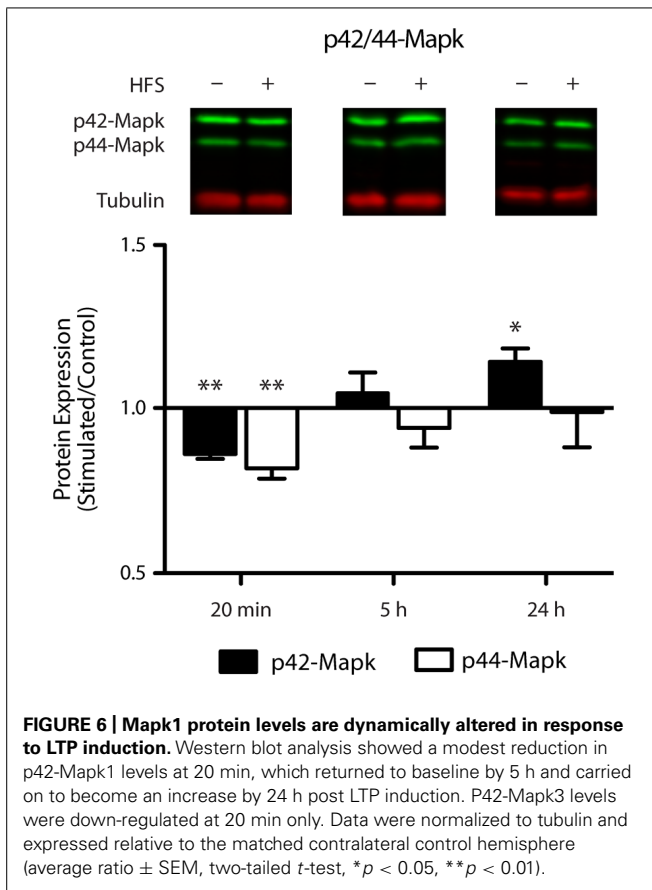 p42/44-Mapk
HFS − + − + − +
p42-Mapk
p44-Mapk
Tubulin
1.5
1.0
0.5
Protein Expression
(Stimulated/Control)
** ** *
20 min 5 h 24 h
p42-Mapk p44-Mapk
FIGURE 6 | Mapk1 protein levels are dynamically altered in response
to LTP induction. Western blot analysis showed a modest reduction in
p42-Mapk1 levels at 20 min, which returned to baseline by 5 h and carried
on to become an increase by 24 h post LTP induction. P42-Mapk3 levels
were down-regulated at 20 min only. Data were normalized to tubulin and
expressed relative to the matched contralateral control hemisphere
(average ratio ± SEM, two-tailed t-test, *p < 0.05, **p < 0.01).